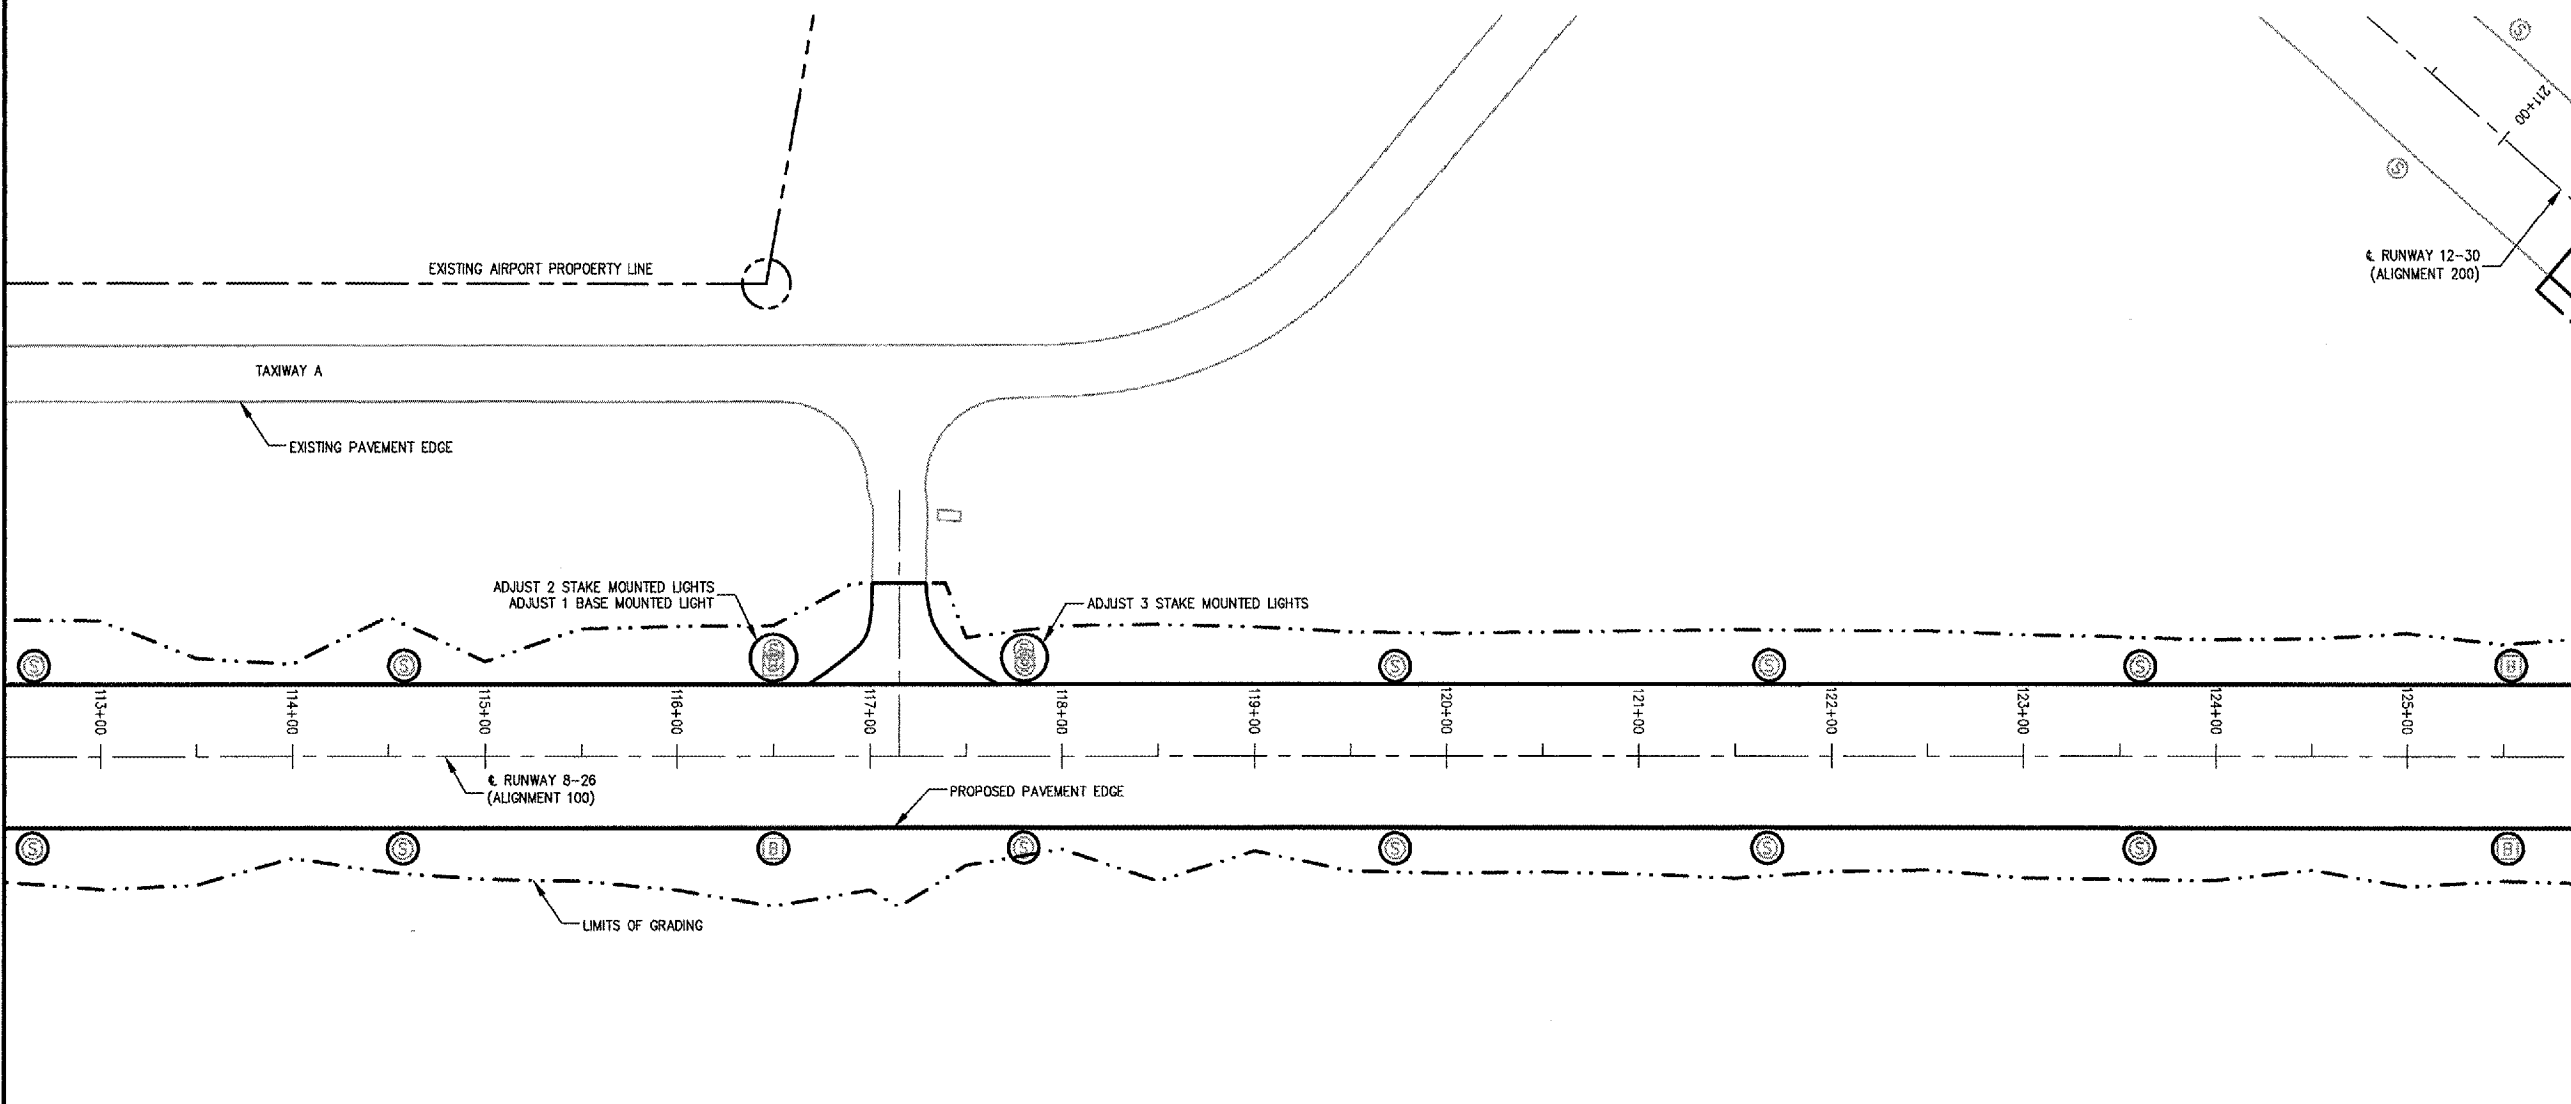 211+00
EXISTING AIRPORT PROPOERTY LINE
℄ RUNWAY 12-30
(ALIGNMENT 200)
TAXIWAY A
EXISTING PAVEMENT EDGE
ADJUST 2 STAKE MOUNTED LIGHTS
ADJUST 1 BASE MOUNTED LIGHT
ADJUST 3 STAKE MOUNTED LIGHTS
S S S S S B
113+00 114+00 115+00 116+00 117+00 118+00 119+00 120+00 121+00 122+00 123+00 124+00 125+00
℄ RUNWAY 8-26
(ALIGNMENT 100)
PROPOSED PAVEMENT EDGE
S S B S S S S B
LIMITS OF GRADING